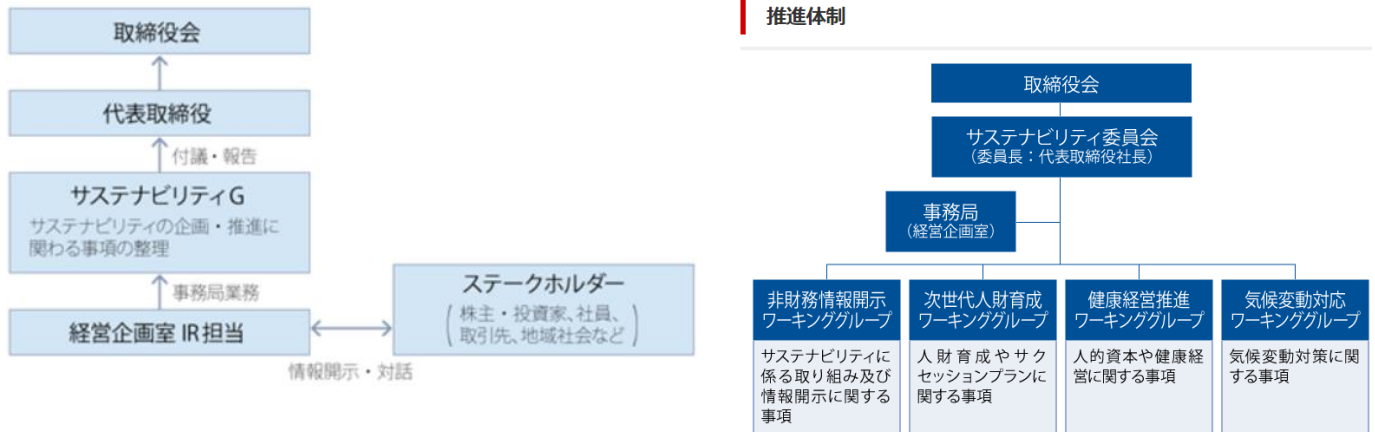 取締役会
代表取締役
付議・報告
サステナビリティG
サステナビリティの企画・推進に
関わる事項の整理
事務局業務
経営企画室 IR担当
ステークホルダー
(株主・投資家、社員、
取引先、地域社会など)
情報開示・対話
推進体制
取締役会
サステナビリティ委員会
(委員長:代表取締役社長)
事務局
(経営企画室)
非財務情報開示
ワーキンググループ
サステナビリティに
係る取り組み及び
情報開示に関する
事項
次世代人財育成
ワーキンググループ
人財育成やサク
セッションプランに
関する事項
健康経営推進
ワーキンググループ
人的資本や健康経
営に関する事項
気候変動対応
ワーキンググループ
気候変動対策に関
する事項